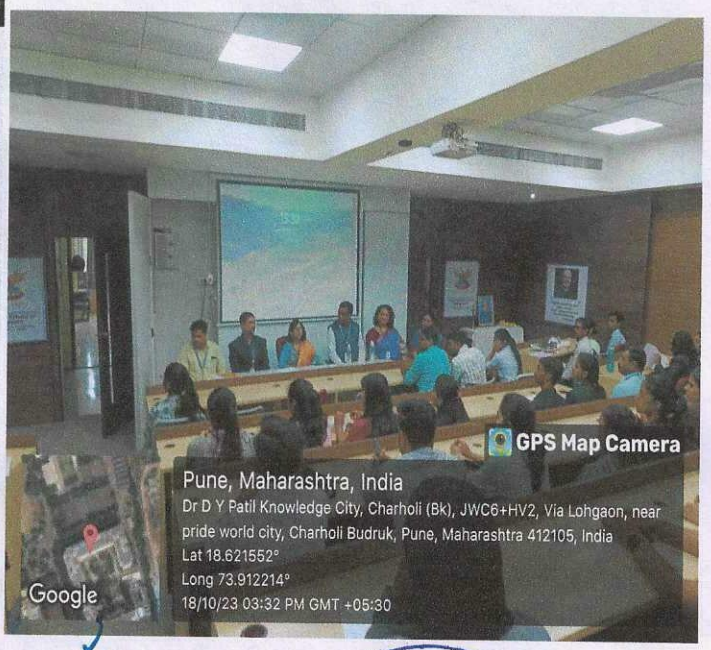 GPS Map Camera
Pune, Maharashtra, India
Dr D Y Patil Knowledge City, Charholi (Bk), JWC6+HV2, Via Lohgaon, near
pride world city, Charholi Budruk, Pune, Maharashtra 412105, India
Lat 18.621552°
Long 73.912214°
18/10/23 03:32 PM GMT +05:30
Google